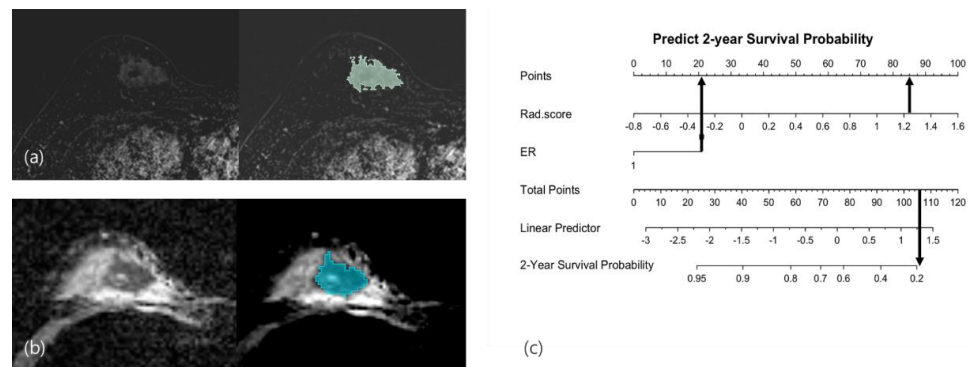 (a)
(b)
Predict 2-year Survival Probability
Points
0 10 20 30 40 50 60 70 80 90 100
Rad.score
-0.8 -0.6 -0.4 -0.2 0 0.2 0.4 0.6 0.8 1 1.2 1.4 1.6
ER
1
Total Points
0 10 20 30 40 50 60 70 80 90 100 110 120
Linear Predictor
-3 -2.5 -2 -1.5 -1 -0.5 0 0.5 1 1.5
2-Year Survival Probability
0.95 0.9 0.8 0.7 0.6 0.4 0.2
(c)